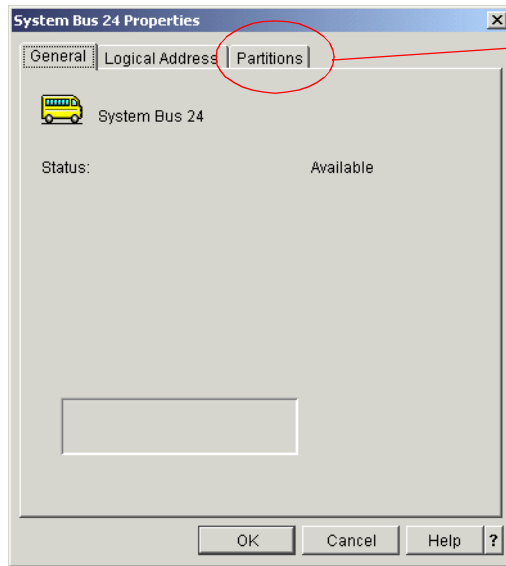 System Bus 24 Properties
General Logical Address Partitions
System Bus 24
Status: Available
OK Cancel Help ?